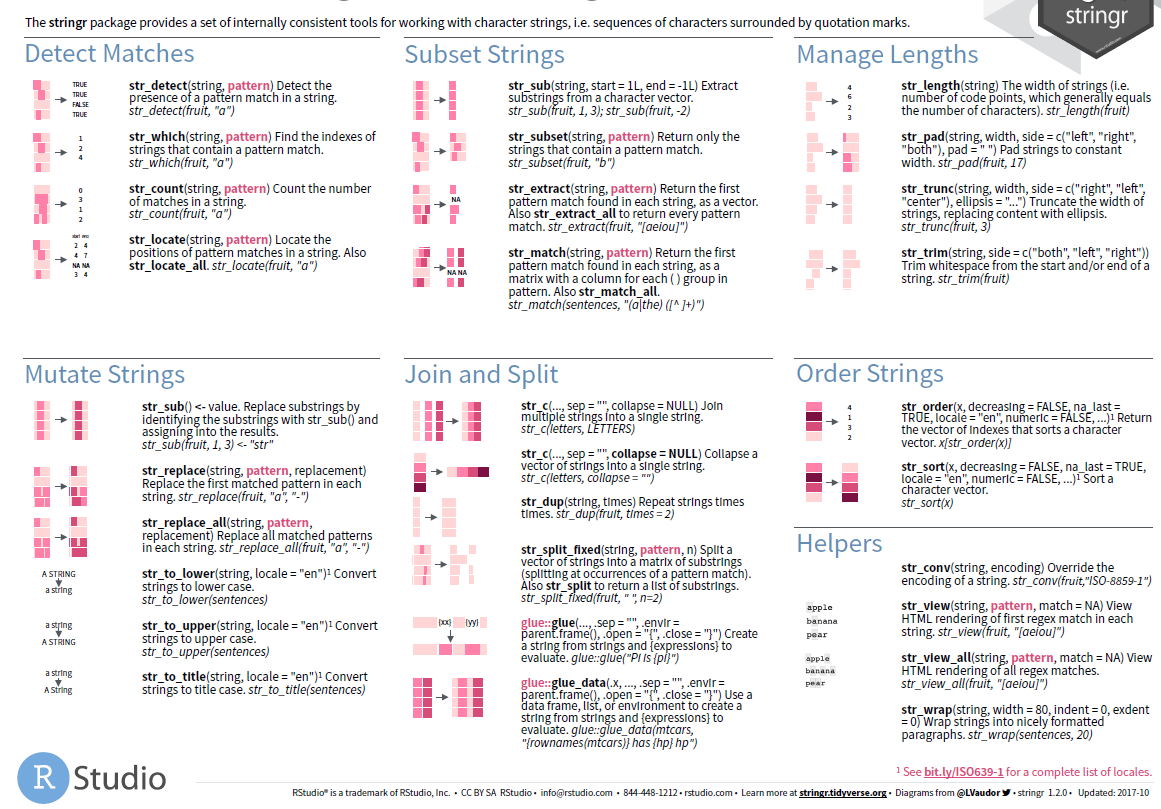 The stringr package provides a set of internally consistent tools for working with character strings, i.e. sequences of characters surrounded by quotation marks.
stringr
Detect Matches
TRUE
TRUE
FALSE
TRUE
str_detect(string, pattern) Detect the
presence of a pattern match in a string.
str_detect(fruit, "a")
1
2
4
str_which(string, pattern) Find the indexes of
strings that contain a pattern match.
str_which(fruit, "a")
0
3
1
2
str_count(string, pattern) Count the number
of matches in a string.
str_count(fruit, "a")
start end
2 4
4 7
NA NA
3 4
str_locate(string, pattern) Locate the
positions of pattern matches in a string. Also
str_locate_all. str_locate(fruit, "a")
Subset Strings
str_sub(string, start = 1L, end = -1L) Extract
substrings from a character vector.
str_sub(fruit, 1, 3); str_sub(fruit, -2)
str_subset(string, pattern) Return only the
strings that contain a pattern match.
str_subset(fruit, "b")
NA
str_extract(string, pattern) Return the first
pattern match found in each string, as a vector.
Also str_extract_all to return every pattern
match. str_extract(fruit, "[aeiou]")
NA NA
str_match(string, pattern) Return the first
pattern match found in each string, as a
matrix with a column for each ( ) group in
pattern. Also str_match_all.
str_match(sentences, "(a|the) ([^ ]+)")
Manage Lengths
4
6
2
3
str_length(string) The width of strings (i.e.
number of code points, which generally equals
the number of characters). str_length(fruit)
str_pad(string, width, side = c("left", "right",
"both"), pad = " ") Pad strings to constant
width. str_pad(fruit, 17)
str_trunc(string, width, side = c("right", "left",
"center"), ellipsis = "...") Truncate the width of
strings, replacing content with ellipsis.
str_trunc(fruit, 3)
str_trim(string, side = c("both", "left", "right"))
Trim whitespace from the start and/or end of a
string. str_trim(fruit)
Mutate Strings
str_sub() <- value. Replace substrings by
identifying the substrings with str_sub() and
assigning into the results.
str_sub(fruit, 1, 3) <- "str"
str_replace(string, pattern, replacement)
Replace the first matched pattern in each
string. str_replace(fruit, "a", "-")
str_replace_all(string, pattern,
replacement) Replace all matched patterns
in each string. str_replace_all(fruit, "a", "-")
A STRING
a string
str_to_lower(string, locale = "en")¹ Convert
strings to lower case.
str_to_lower(sentences)
a string
A STRING
str_to_upper(string, locale = "en")¹ Convert
strings to upper case.
str_to_upper(sentences)
a string
A String
str_to_title(string, locale = "en")¹ Convert
strings to title case. str_to_title(sentences)
Join and Split
str_c(..., sep = "", collapse = NULL) Join
multiple strings into a single string.
str_c(letters, LETTERS)
str_c(..., sep = "", collapse = NULL) Collapse a
vector of strings into a single string.
str_c(letters, collapse = "")
str_dup(string, times) Repeat strings times
times. str_dup(fruit, times = 2)
str_split_fixed(string, pattern, n) Split a
vector of strings into a matrix of substrings
(splitting at occurrences of a pattern match).
Also str_split to return a list of substrings.
str_split_fixed(fruit, " ", n=2)
{xx} {yy}
glue::glue(..., .sep = "", .envir =
parent.frame(), .open = "{", .close = "}") Create
a string from strings and {expressions} to
evaluate. glue::glue("Pi is {pi}")
glue::glue_data(.x, ..., .sep = "", .envir =
parent.frame(), .open = "{", .close = "}") Use a
data frame, list, or environment to create a
string from strings and {expressions} to
evaluate. glue::glue_data(mtcars,
"{rownames(mtcars)} has {hp} hp")
Order Strings
4
1
3
2
str_order(x, decreasing = FALSE, na_last =
TRUE, locale = "en", numeric = FALSE, ...)¹ Return
the vector of indexes that sorts a character
vector. x[str_order(x)]
str_sort(x, decreasing = FALSE, na_last = TRUE,
locale = "en", numeric = FALSE, ...)¹ Sort a
character vector.
str_sort(x)
Helpers
str_conv(string, encoding) Override the
encoding of a string. str_conv(fruit,"ISO-8859-1")
apple
banana
pear
str_view(string, pattern, match = NA) View
HTML rendering of first regex match in each
string. str_view(fruit, "[aeiou]")
apple
banana
pear
str_view_all(string, pattern, match = NA) View
HTML rendering of all regex matches.
str_view_all(fruit, "[aeiou]")
str_wrap(string, width = 80, indent = 0, exdent
= 0) Wrap strings into nicely formatted
paragraphs. str_wrap(sentences, 20)
¹ See bit.ly/ISO639-1 for a complete list of locales.
R Studio
RStudio® is a trademark of RStudio, Inc. • CC BY SA RStudio • info@rstudio.com • 844-448-1212 • rstudio.com • Learn more at stringr.tidyverse.org • Diagrams from @LVaudor • stringr 1.2.0 • Updated: 2017-10